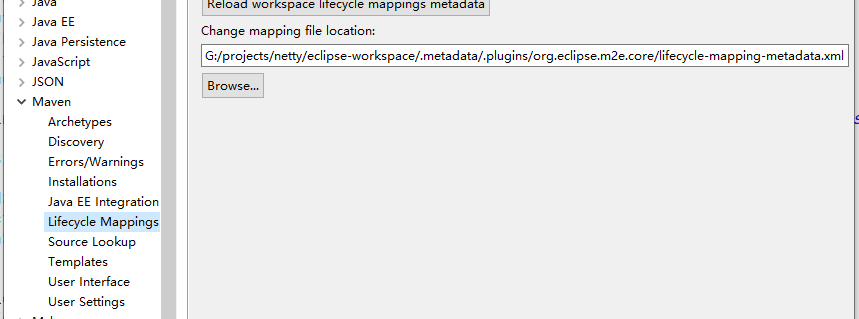 Java
Java EE
Java Persistence
JavaScript
JSON
Maven
Archetypes
Discovery
Errors/Warnings
Installations
Java EE Integration
Lifecycle Mappings
Source Lookup
Templates
User Interface
User Settings
Reload workspace lifecycle mappings metadata
Change mapping file location:
G:/projects/netty/eclipse-workspace/.metadata/.plugins/org.eclipse.m2e.core/lifecycle-mapping-metadata.xml
Browse...